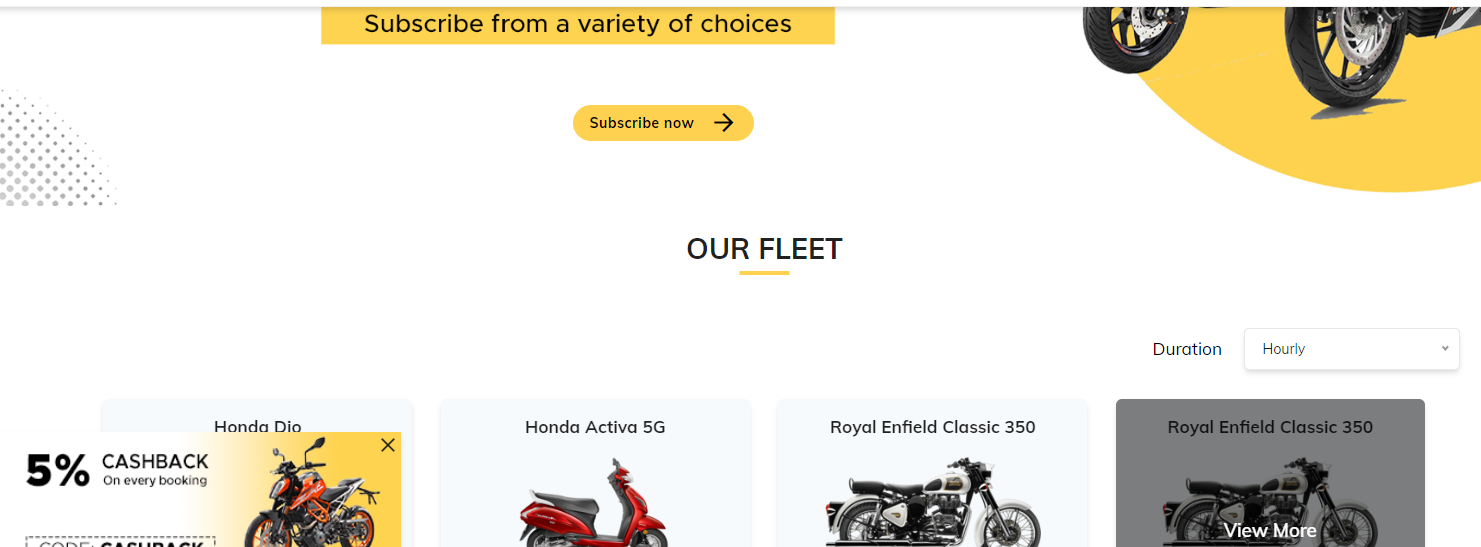 Subscribe from a variety of choices
Subscribe now
OUR FLEET
Duration
Hourly
Honda Dio
Honda Activa 5G
Royal Enfield Classic 350
Royal Enfield Classic 350
5% CASHBACK
On every booking
CODE: CASHBACK
View More